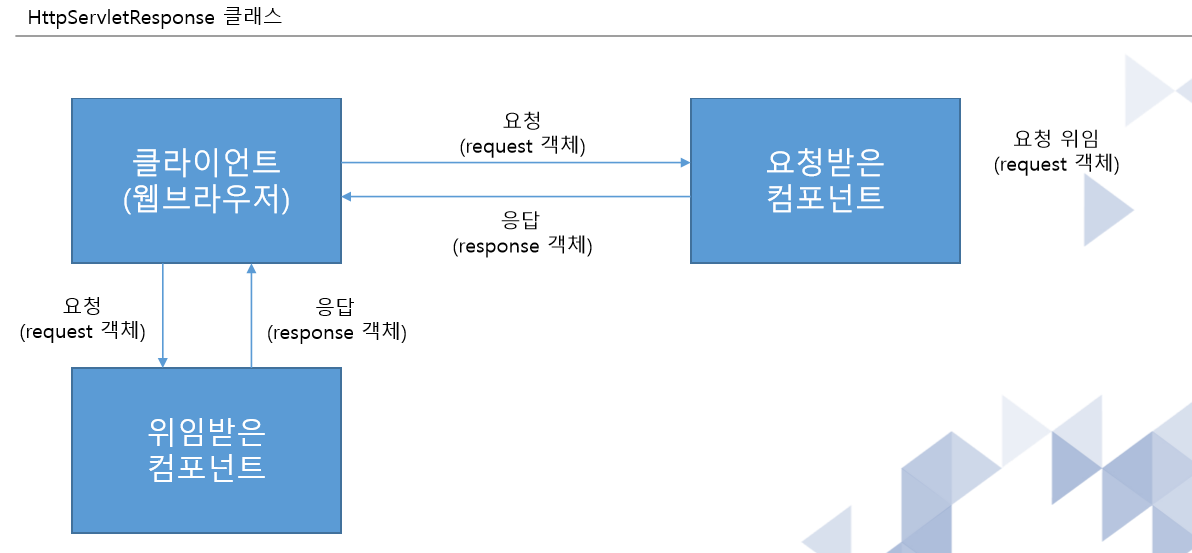 HttpServletResponse 클래스
클라이언트
(웹브라우저)
요청
(request 객체)
응답
(response 객체)
요청받은
컴포넌트
요청 위임
(request 객체)
요청
(request 객체)
응답
(response 객체)
위임받은
컴포넌트